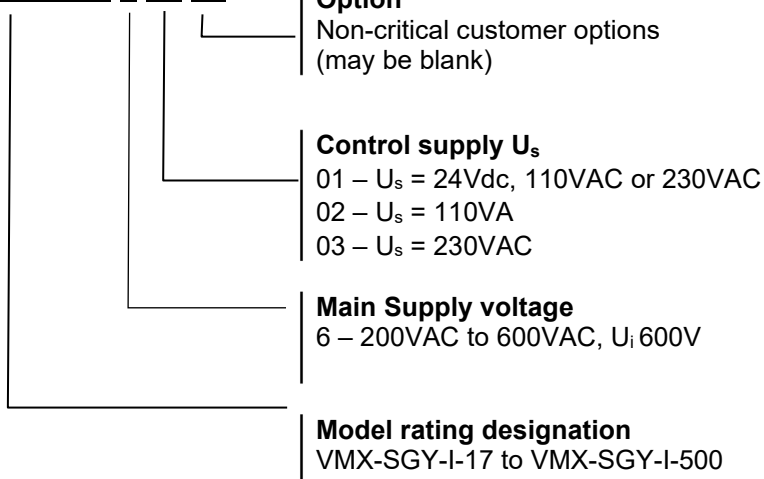 Option
Non-critical customer options
(may be blank)
Control supply Us
01 – Us = 24Vdc, 110VAC or 230VAC
02 – Us = 110VA
03 – Us = 230VAC
Main Supply voltage
6 – 200VAC to 600VAC, Ui 600V
Model rating designation
VMX-SGY-I-17 to VMX-SGY-I-500